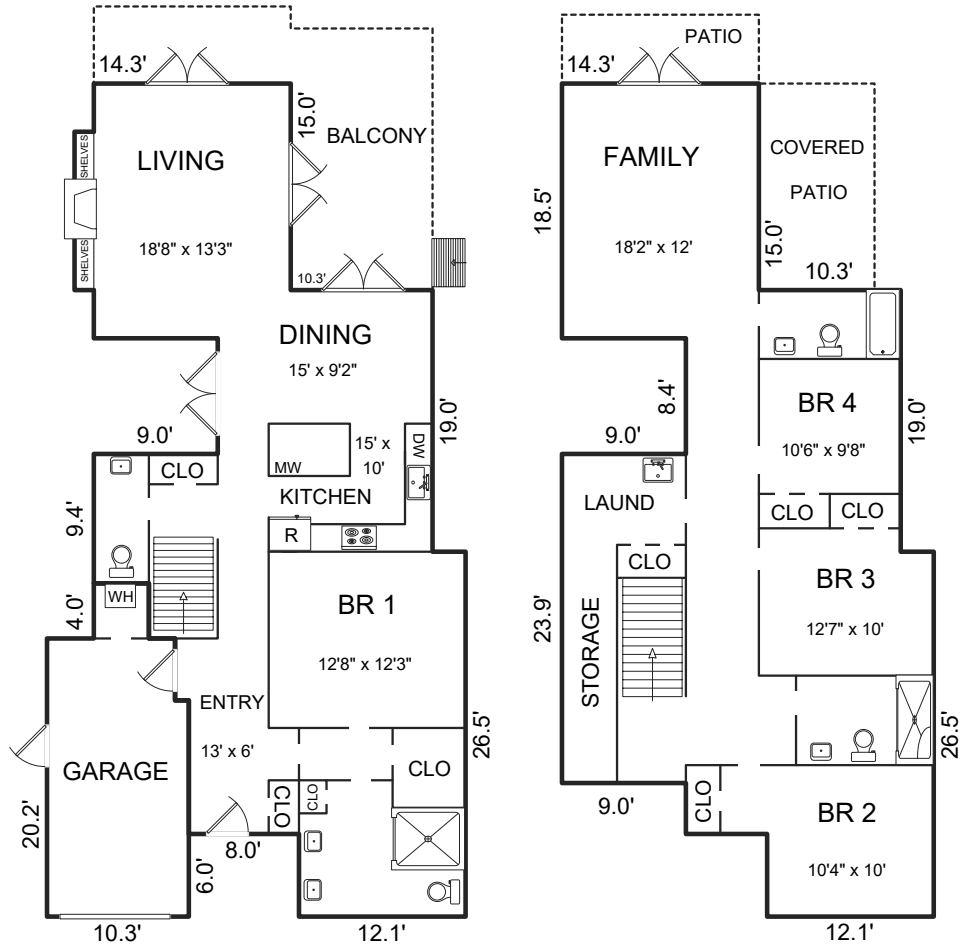 14.3'
15.0'
BALCONY
SHELVES
LIVING
18'8" x 13'3"
SHELVES
10.3'
DINING
15' x 9'2"
19.0'
9.0'
CLO
MW
15' x
10'
DW
KITCHEN
R
9.4'
WH
4.0'
BR 1
12'8" x 12'3"
ENTRY
13' x 6'
26.5'
GARAGE
CLO
CLO
CLO
20.2'
8.0'
6.0'
10.3'
12.1'
PATIO
14.3'
FAMILY
18'2" x 12'
18.5'
COVERED
PATIO
15.0'
10.3'
8.4'
9.0'
BR 4
10'6" x 9'8"
19.0'
CLO
CLO
LAUND
CLO
BR 3
12'7" x 10'
23.9'
STORAGE
26.5'
9.0'
CLO
BR 2
10'4" x 10'
12.1'